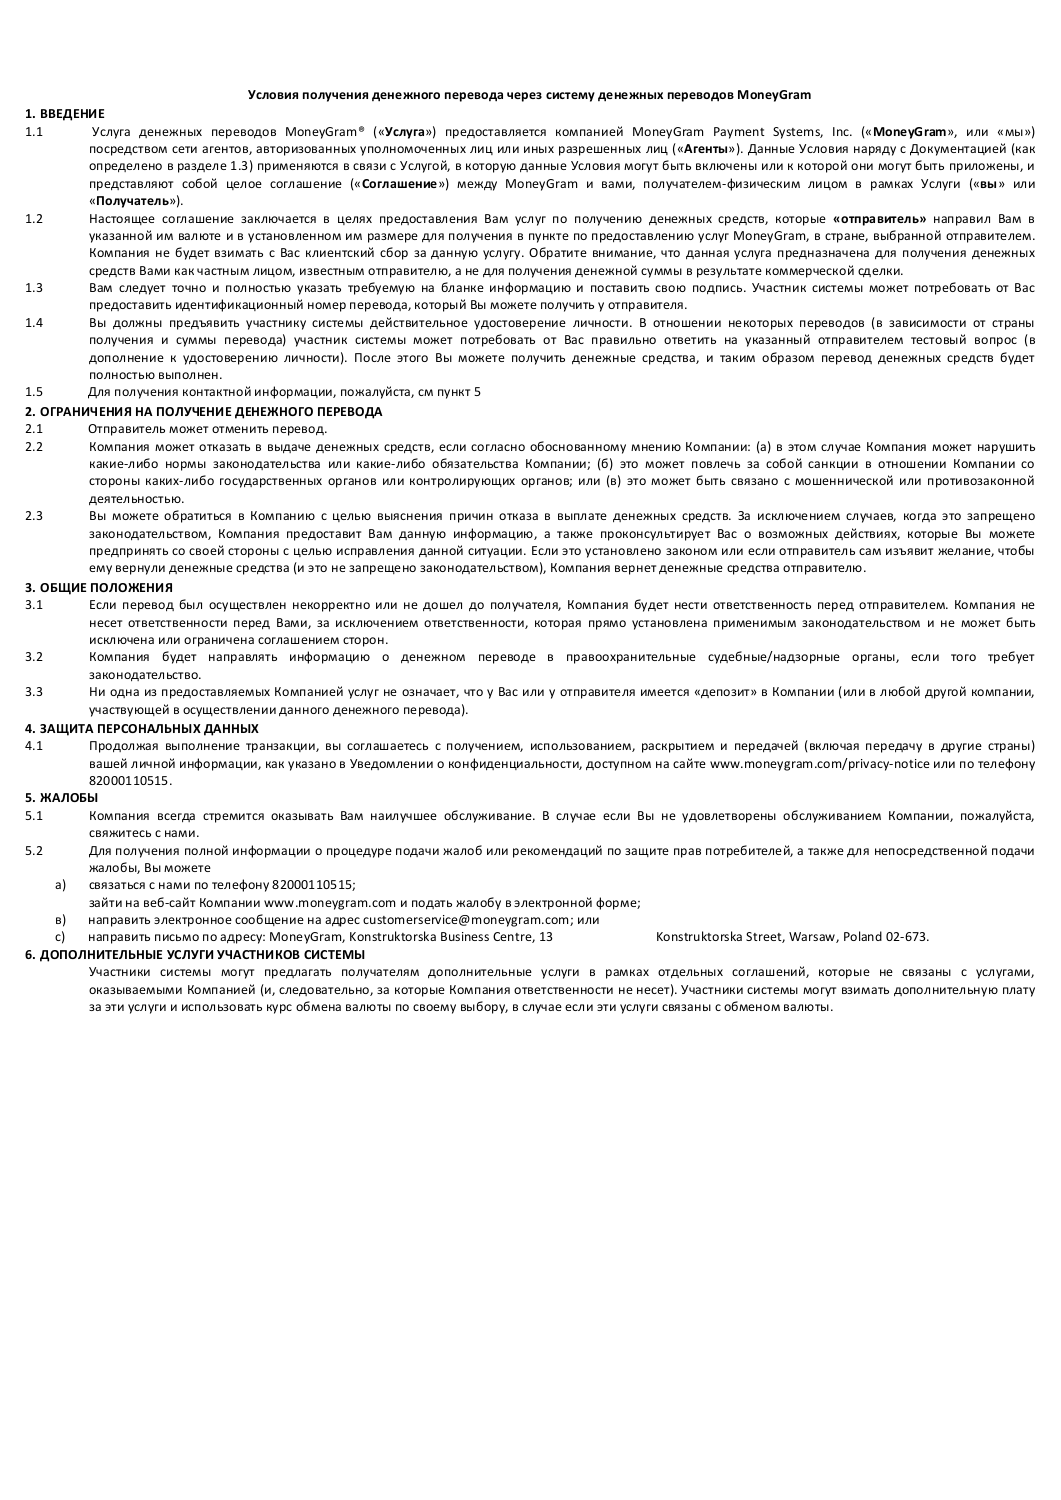 Условия получения денежного перевода через систему денежных переводов MoneyGram
1. ВВЕДЕНИЕ
1.1 Услуга денежных переводов MoneyGram® («Услуга») предоставляется компанией MoneyGram Payment Systems, Inc. («MoneyGram», или «мы»)
посредством сети агентов, авторизованных уполномоченных лиц или иных разрешенных лиц («Агенты»). Данные Условия наряду с Документацией (как
определено в разделе 1.3) применяются в связи с Услугой, в которую данные Условия могут быть включены или к которой они могут быть приложены, и
представляют собой целое соглашение («Соглашение») между MoneyGram и вами, получателем-физическим лицом в рамках Услуги («вы» или
«Получатель»).
1.2 Настоящее соглашение заключается в целях предоставления Вам услуг по получению денежных средств, которые «отправитель» направил Вам в
указанной им валюте и в установленном им размере для получения в пункте по предоставлению услуг MoneyGram, в стране, выбранной отправителем.
Компания не будет взимать с Вас клиентский сбор за данную услугу. Обратите внимание, что данная услуга предназначена для получения денежных
средств Вами как частным лицом, известным отправителю, а не для получения денежной суммы в результате коммерческой сделки.
1.3 Вам следует точно и полностью указать требуемую на бланке информацию и поставить свою подпись. Участник системы может потребовать от Вас
предоставить идентификационный номер перевода, который Вы можете получить у отправителя.
1.4 Вы должны предъявить участнику системы действительное удостоверение личности. В отношении некоторых переводов (в зависимости от страны
получения и суммы перевода) участник системы может потребовать от Вас правильно ответить на указанный отправителем тестовый вопрос (в
дополнение к удостоверению личности). После этого Вы можете получить денежные средства, и таким образом перевод денежных средств будет
полностью выполнен.
1.5 Для получения контактной информации, пожалуйста, см пункт 5
2. ОГРАНИЧЕНИЯ НА ПОЛУЧЕНИЕ ДЕНЕЖНОГО ПЕРЕВОДА
2.1 Отправитель может отменить перевод.
2.2 Компания может отказать в выдаче денежных средств, если согласно обоснованному мнению Компании: (а) в этом случае Компания может нарушить
какие-либо нормы законодательства или какие-либо обязательства Компании; (б) это может повлечь за собой санкции в отношении Компании со
стороны каких-либо государственных органов или контролирующих органов; или (в) это может быть связано с мошеннической или противозаконной
деятельностью.
2.3 Вы можете обратиться в Компанию с целью выяснения причин отказа в выплате денежных средств. За исключением случаев, когда это запрещено
законодательством, Компания предоставит Вам данную информацию, а также проконсультирует Вас о возможных действиях, которые Вы можете
предпринять со своей стороны с целью исправления данной ситуации. Если это установлено законом или если отправитель сам изъявит желание, чтобы
ему вернули денежные средства (и это не запрещено законодательством), Компания вернет денежные средства отправителю.
3. ОБЩИЕ ПОЛОЖЕНИЯ
3.1 Если перевод был осуществлен некорректно или не дошел до получателя, Компания будет нести ответственность перед отправителем. Компания не
несет ответственности перед Вами, за исключением ответственности, которая прямо установлена применимым законодательством и не может быть
исключена или ограничена соглашением сторон.
3.2 Компания будет направлять информацию о денежном переводе в правоохранительные судебные/надзорные органы, если того требует
законодательство.
3.3 Ни одна из предоставляемых Компанией услуг не означает, что у Вас или у отправителя имеется «депозит» в Компании (или в любой другой компании,
участвующей в осуществлении данного денежного перевода).
4. ЗАЩИТА ПЕРСОНАЛЬНЫХ ДАННЫХ
4.1 Продолжая выполнение транзакции, вы соглашаетесь с получением, использованием, раскрытием и передачей (включая передачу в другие страны)
вашей личной информации, как указано в Уведомлении о конфиденциальности, доступном на сайте www.moneygram.com/privacy-notice или по телефону
82000110515.
5. ЖАЛОБЫ
5.1 Компания всегда стремится оказывать Вам наилучшее обслуживание. В случае если Вы не удовлетворены обслуживанием Компании, пожалуйста,
свяжитесь с нами.
5.2 Для получения полной информации о процедуре подачи жалоб или рекомендаций по защите прав потребителей, а также для непосредственной подачи
жалобы, Вы можете
a) связаться с нами по телефону 82000110515;
зайти на веб-сайт Компании www.moneygram.com и подать жалобу в электронной форме;
в) направить электронное сообщение на адрес customerservice@moneygram.com; или
с) направить письмо по адресу: MoneyGram, Konstruktorska Business Centre, 13 Konstruktorska Street, Warsaw, Poland 02-673.
6. ДОПОЛНИТЕЛЬНЫЕ УСЛУГИ УЧАСТНИКОВ СИСТЕМЫ
Участники системы могут предлагать получателям дополнительные услуги в рамках отдельных соглашений, которые не связаны с услугами,
оказываемыми Компанией (и, следовательно, за которые Компания ответственности не несет). Участники системы могут взимать дополнительную плату
за эти услуги и использовать курс обмена валюты по своему выбору, в случае если эти услуги связаны с обменом валюты.